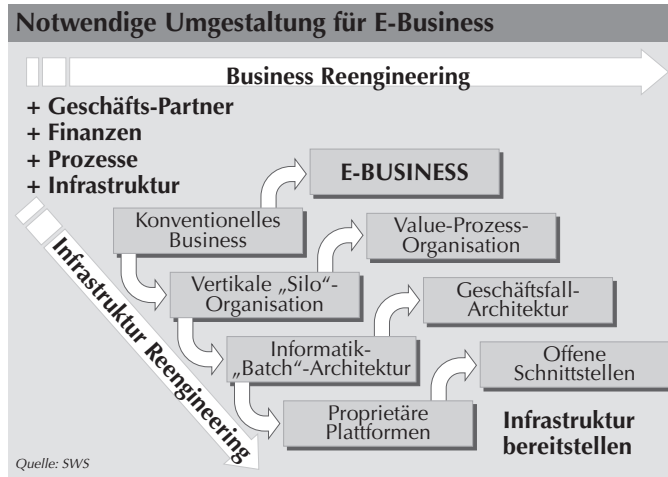 Notwendige Umgestaltung für E-Business
Business Reengineering
+ Geschäfts-Partner
+ Finanzen
+ Prozesse
+ Infrastruktur
E-BUSINESS
Konventionelles
Business
Value-Prozess-
Organisation
Vertikale „Silo“-
Organisation
Geschäftsfall-
Architektur
Informatik-
„Batch“-Architektur
Offene
Schnittstellen
Proprietäre
Plattformen
Infrastruktur
bereitstellen
Infrastruktur Reengineering
Quelle: SWS